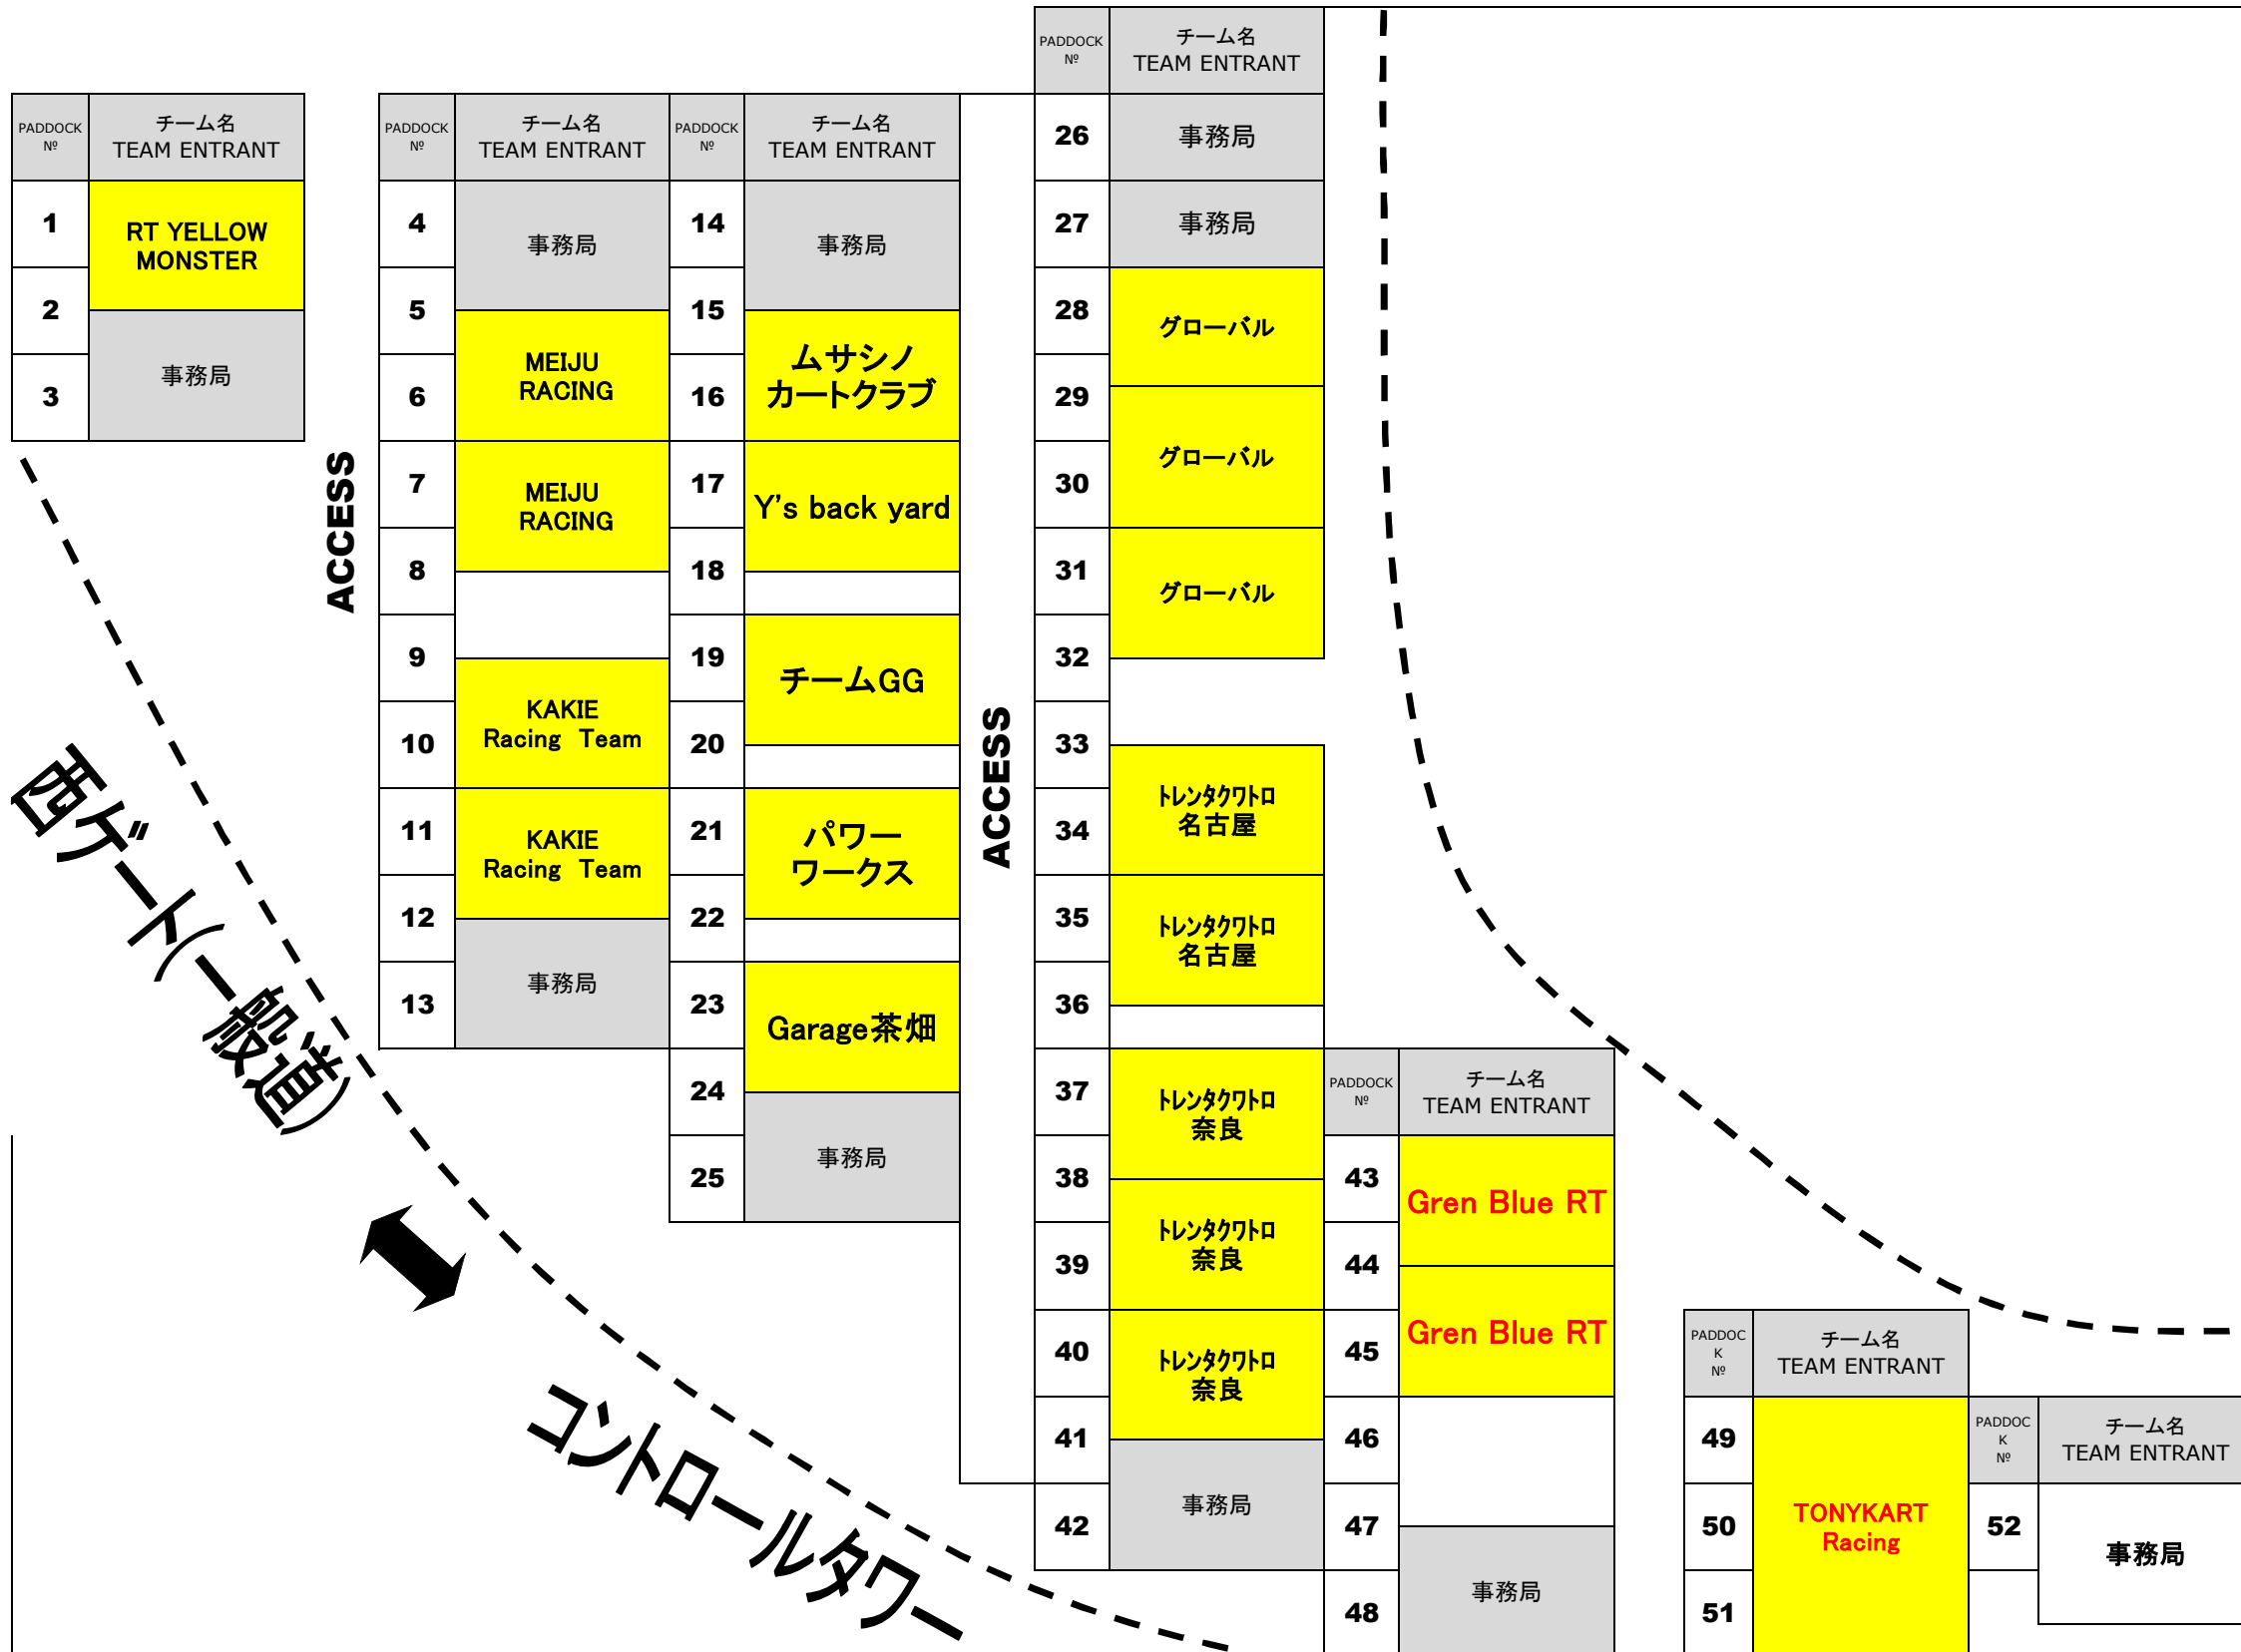 PADDOCK
Nº
チーム名
TEAM ENTRANT
1
2
3
RT YELLOW
MONSTER
事務局
ACCESS
PADDOCK
Nº
チーム名
TEAM ENTRANT
4
5
6
7
8
9
10
11
12
13
事務局
MEIJU
RACING
MEIJU
RACING
KAKIE
Racing Team
KAKIE
Racing Team
事務局
PADDOCK
Nº
チーム名
TEAM ENTRANT
14
15
16
17
18
19
20
21
22
23
24
25
事務局
ムサシノ
カートクラブ
Y's back yard
チームGG
パワー
ワークス
Garage茶畑
事務局
ACCESS
PADDOCK
Nº
チーム名
TEAM ENTRANT
26
27
28
29
30
31
32
33
34
35
36
37
38
39
40
41
42
事務局
事務局
グローバル
グローバル
グローバル
ﾄﾚﾝﾀｸﾜﾄﾛ
名古屋
ﾄﾚﾝﾀｸﾜﾄﾛ
名古屋
ﾄﾚﾝﾀｸﾜﾄﾛ
奈良
ﾄﾚﾝﾀｸﾜﾄﾛ
奈良
ﾄﾚﾝﾀｸﾜﾄﾛ
奈良
事務局
PADDOCK
Nº
チーム名
TEAM ENTRANT
43
44
45
46
47
48
Gren Blue RT
Gren Blue RT
事務局
PADDOC
K
Nº
チーム名
TEAM ENTRANT
49
50
51
TONYKART
Racing
PADDOC
K
Nº
チーム名
TEAM ENTRANT
52
事務局
西ゲート(一般道)
コントロールタワー